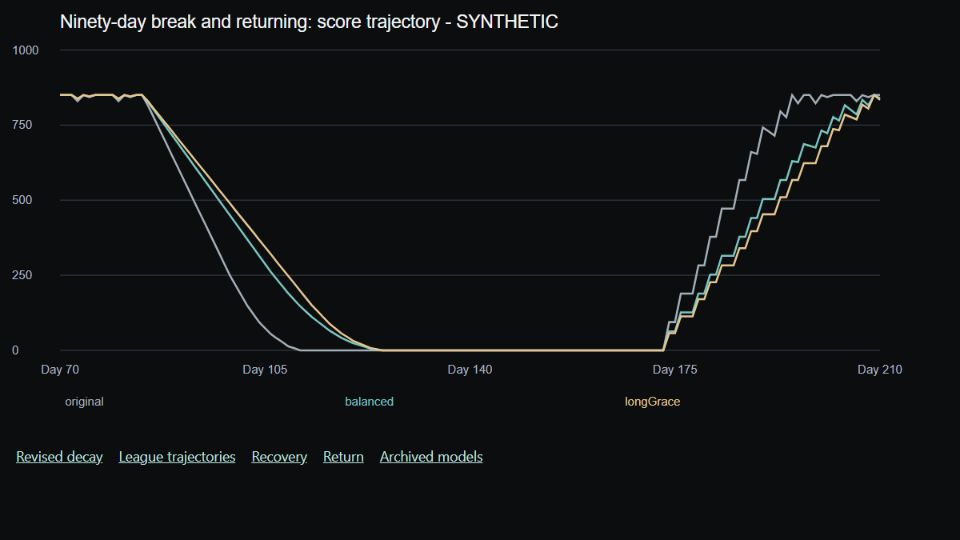 Ninety-day break and returning: score trajectory - SYNTHETIC
1000
750
500
250
0
Day 70 Day 105 Day 140 Day 175 Day 210
original balanced longGrace
Revised decay League trajectories Recovery Return Archived models